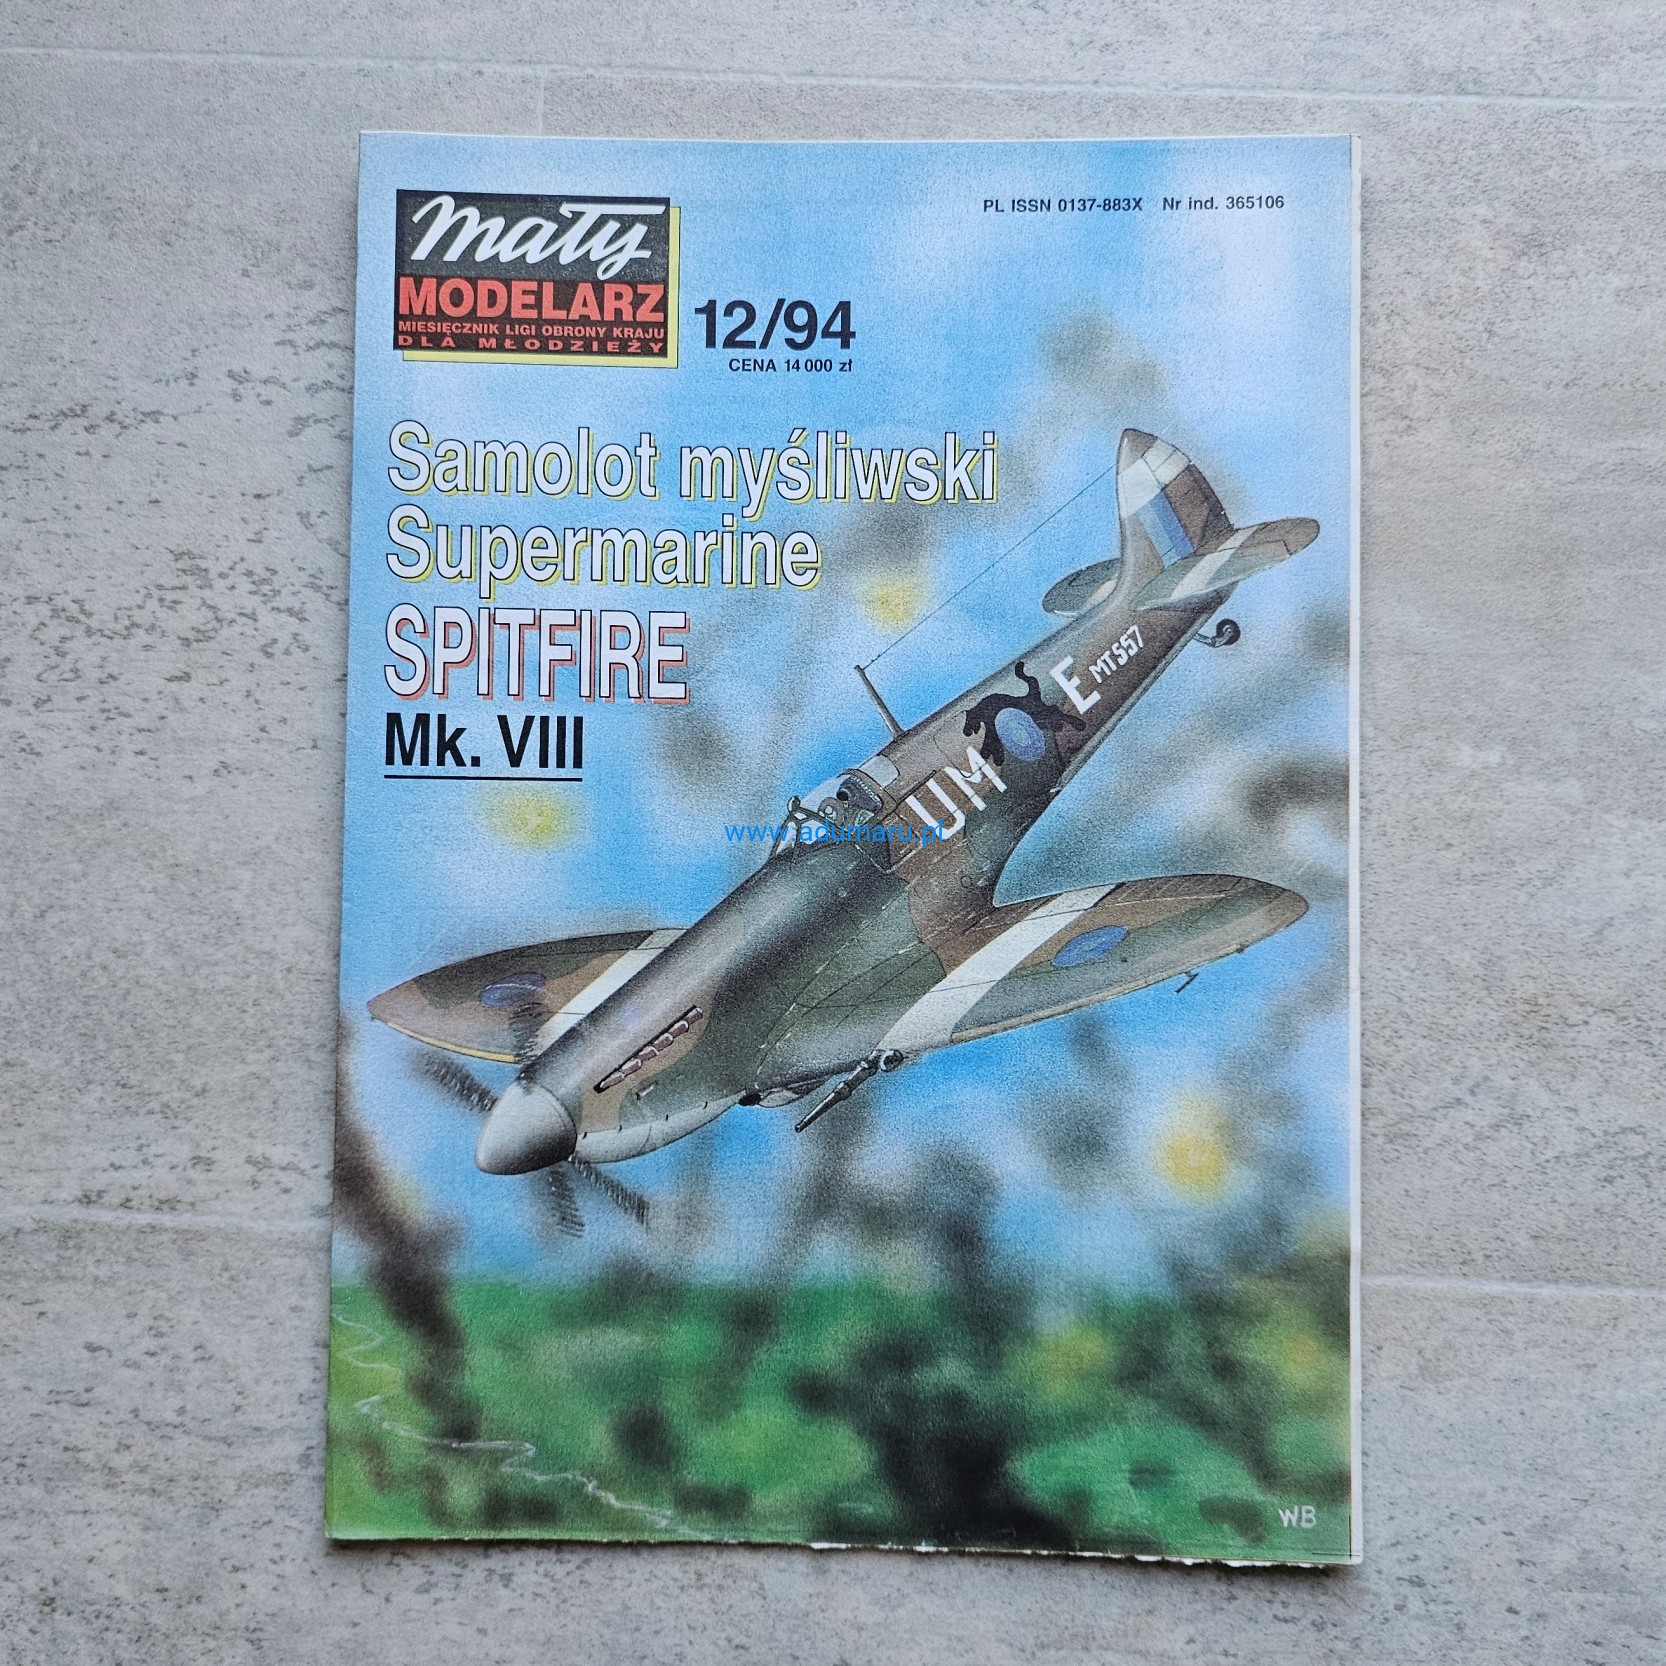 Mały
MODELARZ
MIESIĘCZNIK LIGI OBRONY KRAJU
DLA MŁODZIEŻY
12/94
CENA 14 000 zł
PL ISSN 0137-883X Nr ind. 365106
Samolot myśliwski
Supermarine
SPITFIRE
Mk. VIII
E MT557
UM
www.adumaru.pl
WB